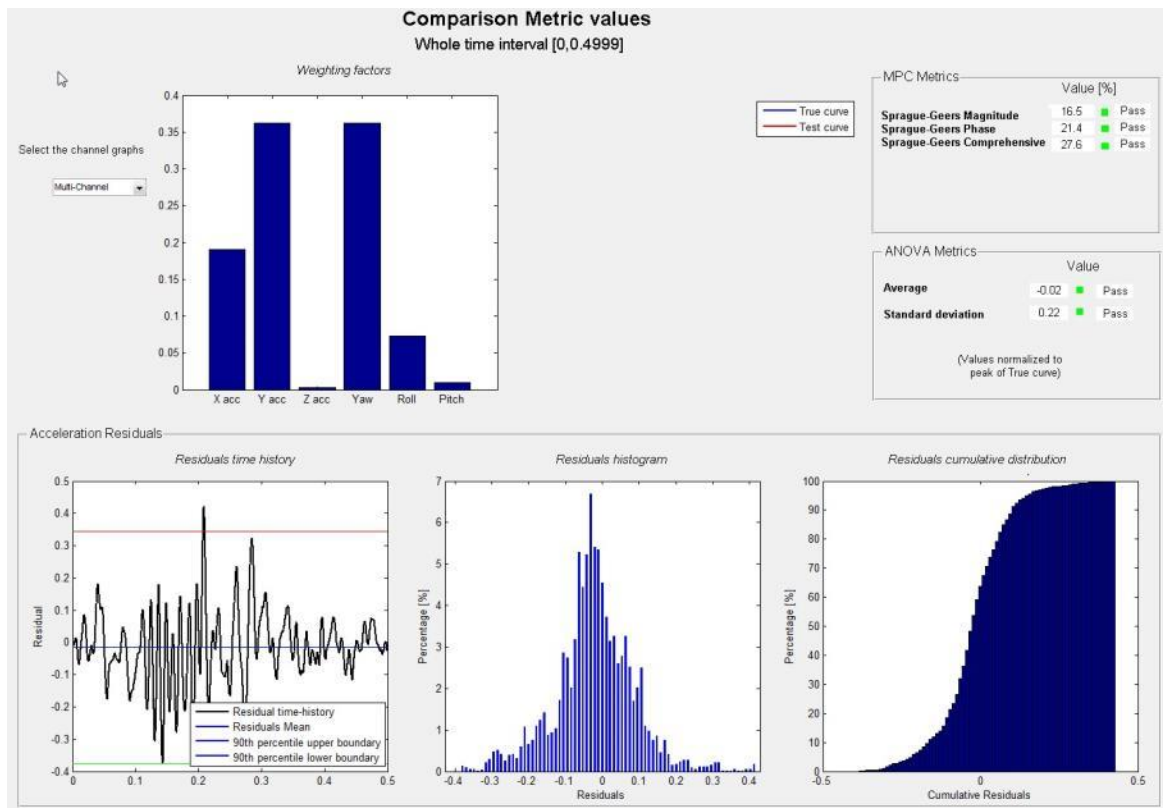 Comparison Metric values
Whole time interval [0,0.4999]
Weighting factors
0.4
0.35
0.3
0.25
0.2
0.15
0.1
0.05
0
X acc Y acc Z acc Yaw Roll Pitch
Select the channel graphs
Multi-Channel
True curve
Test curve
MPC Metrics
Value [%]
Sprague-Geers Magnitude 16.5 Pass
Sprague-Geers Phase 21.4 Pass
Sprague-Geers Comprehensive 27.6 Pass
ANOVA Metrics
Value
Average -0.02 Pass
Standard deviation 0.22 Pass
(Values normalized to
peak of True curve)
Acceleration Residuals
Residuals time history
0.5
0.4
0.3
0.2
0.1
0
-0.1
-0.2
-0.3
-0.4
Residual
Residual time-history
Residuals Mean
90th percentile upper boundary
90th percentile lower boundary
0 0.1 0.2 0.3 0.4 0.5
Residuals histogram
7
6
5
4
3
2
1
0
Percentage [%]
-0.4 -0.3 -0.2 -0.1 0 0.1 0.2 0.3 0.4
Residuals
Residuals cumulative distribution
100
90
80
70
60
50
40
30
20
10
0
Percentage [%]
-0.5 0 0.5
Cumulative Residuals